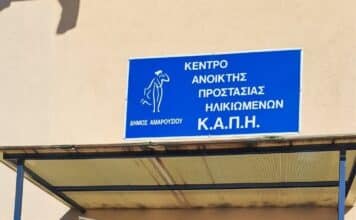 ΚΕΝΤΡΟ
ΑΝΟΙΚΤΗΣ
ΠΡΟΣΤΑΣΙΑΣ
ΗΛΙΚΙΩΜΕΝΩΝ
Κ.Α.Π.Η.
ΔΗΜΟΣ ΑΜΑΡΟΥΣΙΟΥ